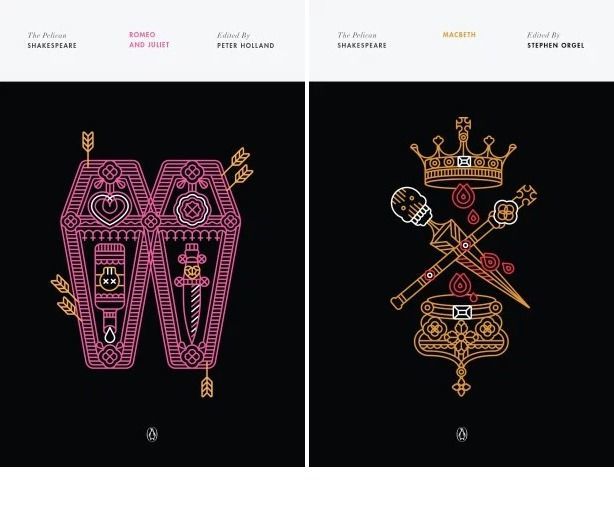 The Pelican
SHAKESPEARE
ROMEO
AND JULIET
Edited By
PETER HOLLAND
The Pelican
SHAKESPEARE
MACBETH
Edited By
STEPHEN ORGEL